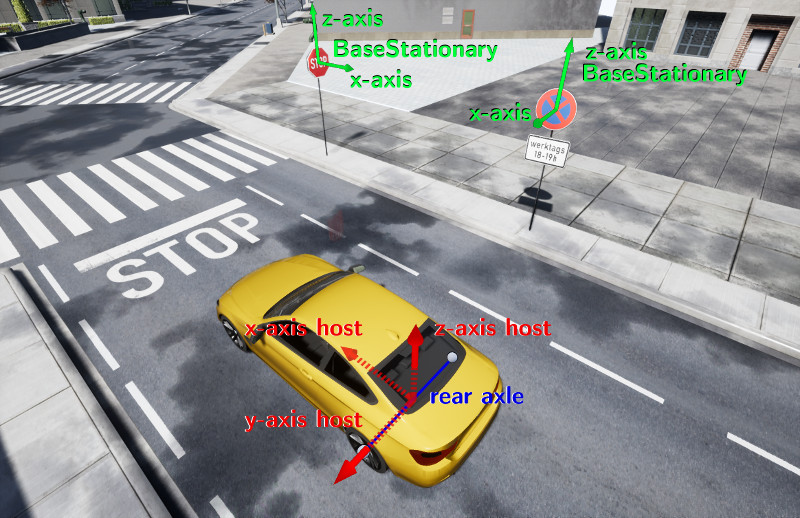 z-axis
BaseStationary
STOP
x-axis
z-axis
BaseStationary
x-axis
werktags
18-19h
STOP
x-axis host
z-axis host
rear axle
y-axis host